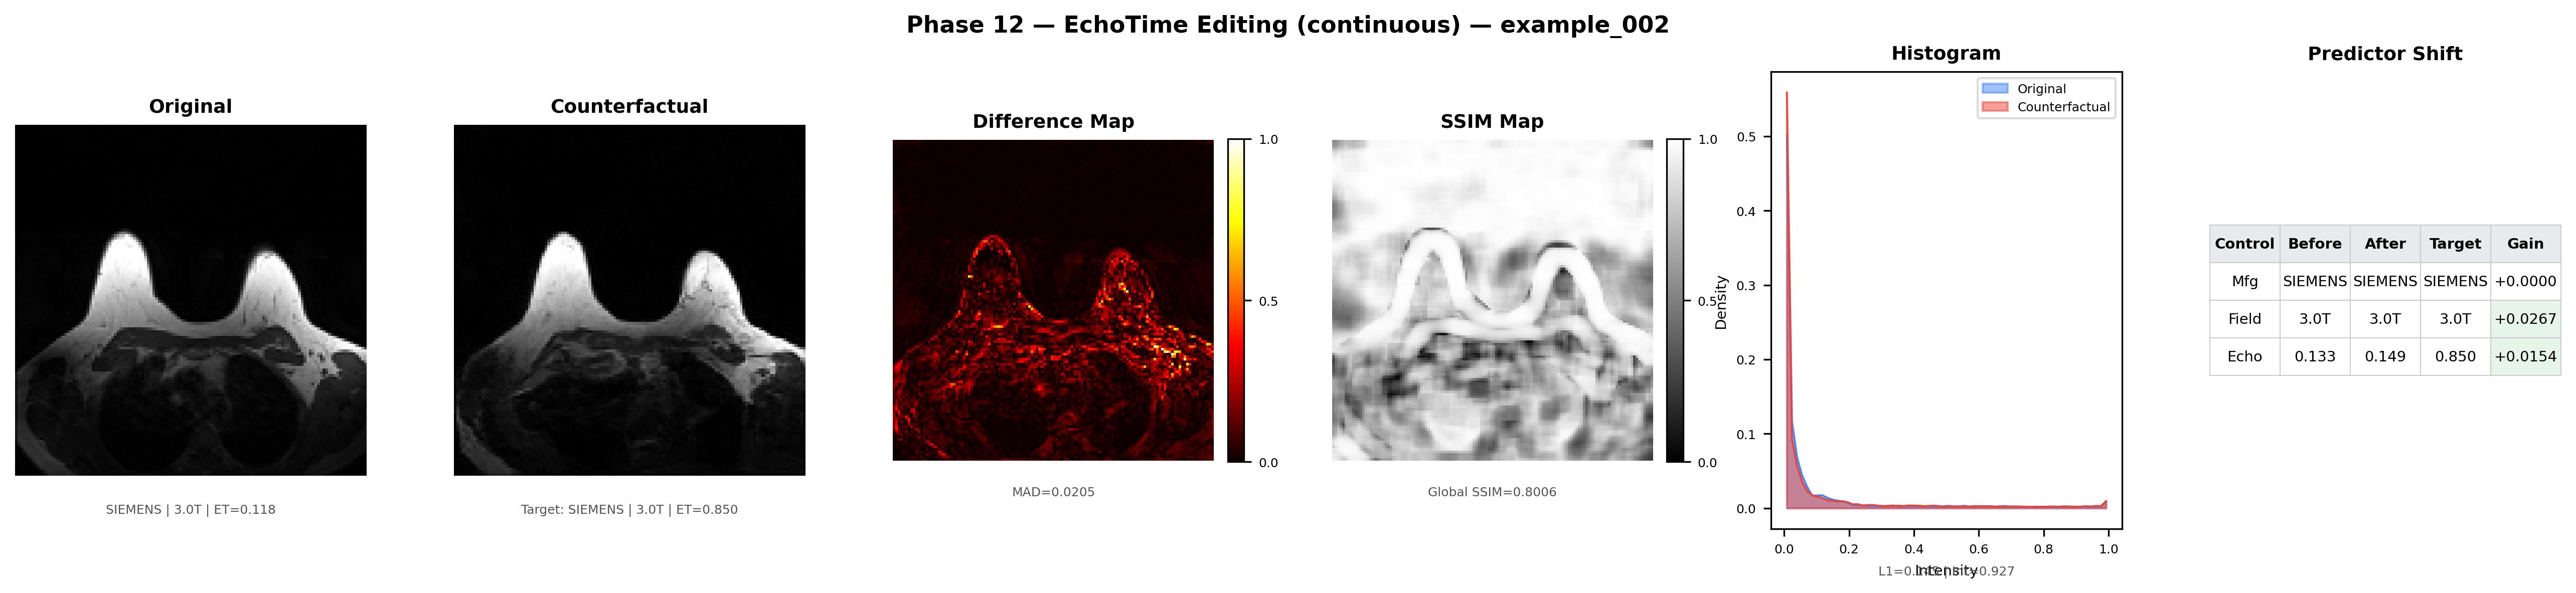 Phase 12 — EchoTime Editing (continuous) — example_002
Original
SIEMENS | 3.0T | ET=0.118
Counterfactual
Target: SIEMENS | 3.0T | ET=0.850
Difference Map
1.0
0.5
0.0
MAD=0.0205
SSIM Map
1.0
0.5
0.0
Global SSIM=0.8006
Histogram
Original
Counterfactual
Density
0.5
0.4
0.3
0.2
0.1
0.0
0.0 0.2 0.4 0.6 0.8 1.0
Intensity
Predictor Shift
Control Before After Target Gain
Mfg SIEMENS SIEMENS SIEMENS +0.0000
Field 3.0T 3.0T 3.0T +0.0267
Echo 0.133 0.149 0.850 +0.0154